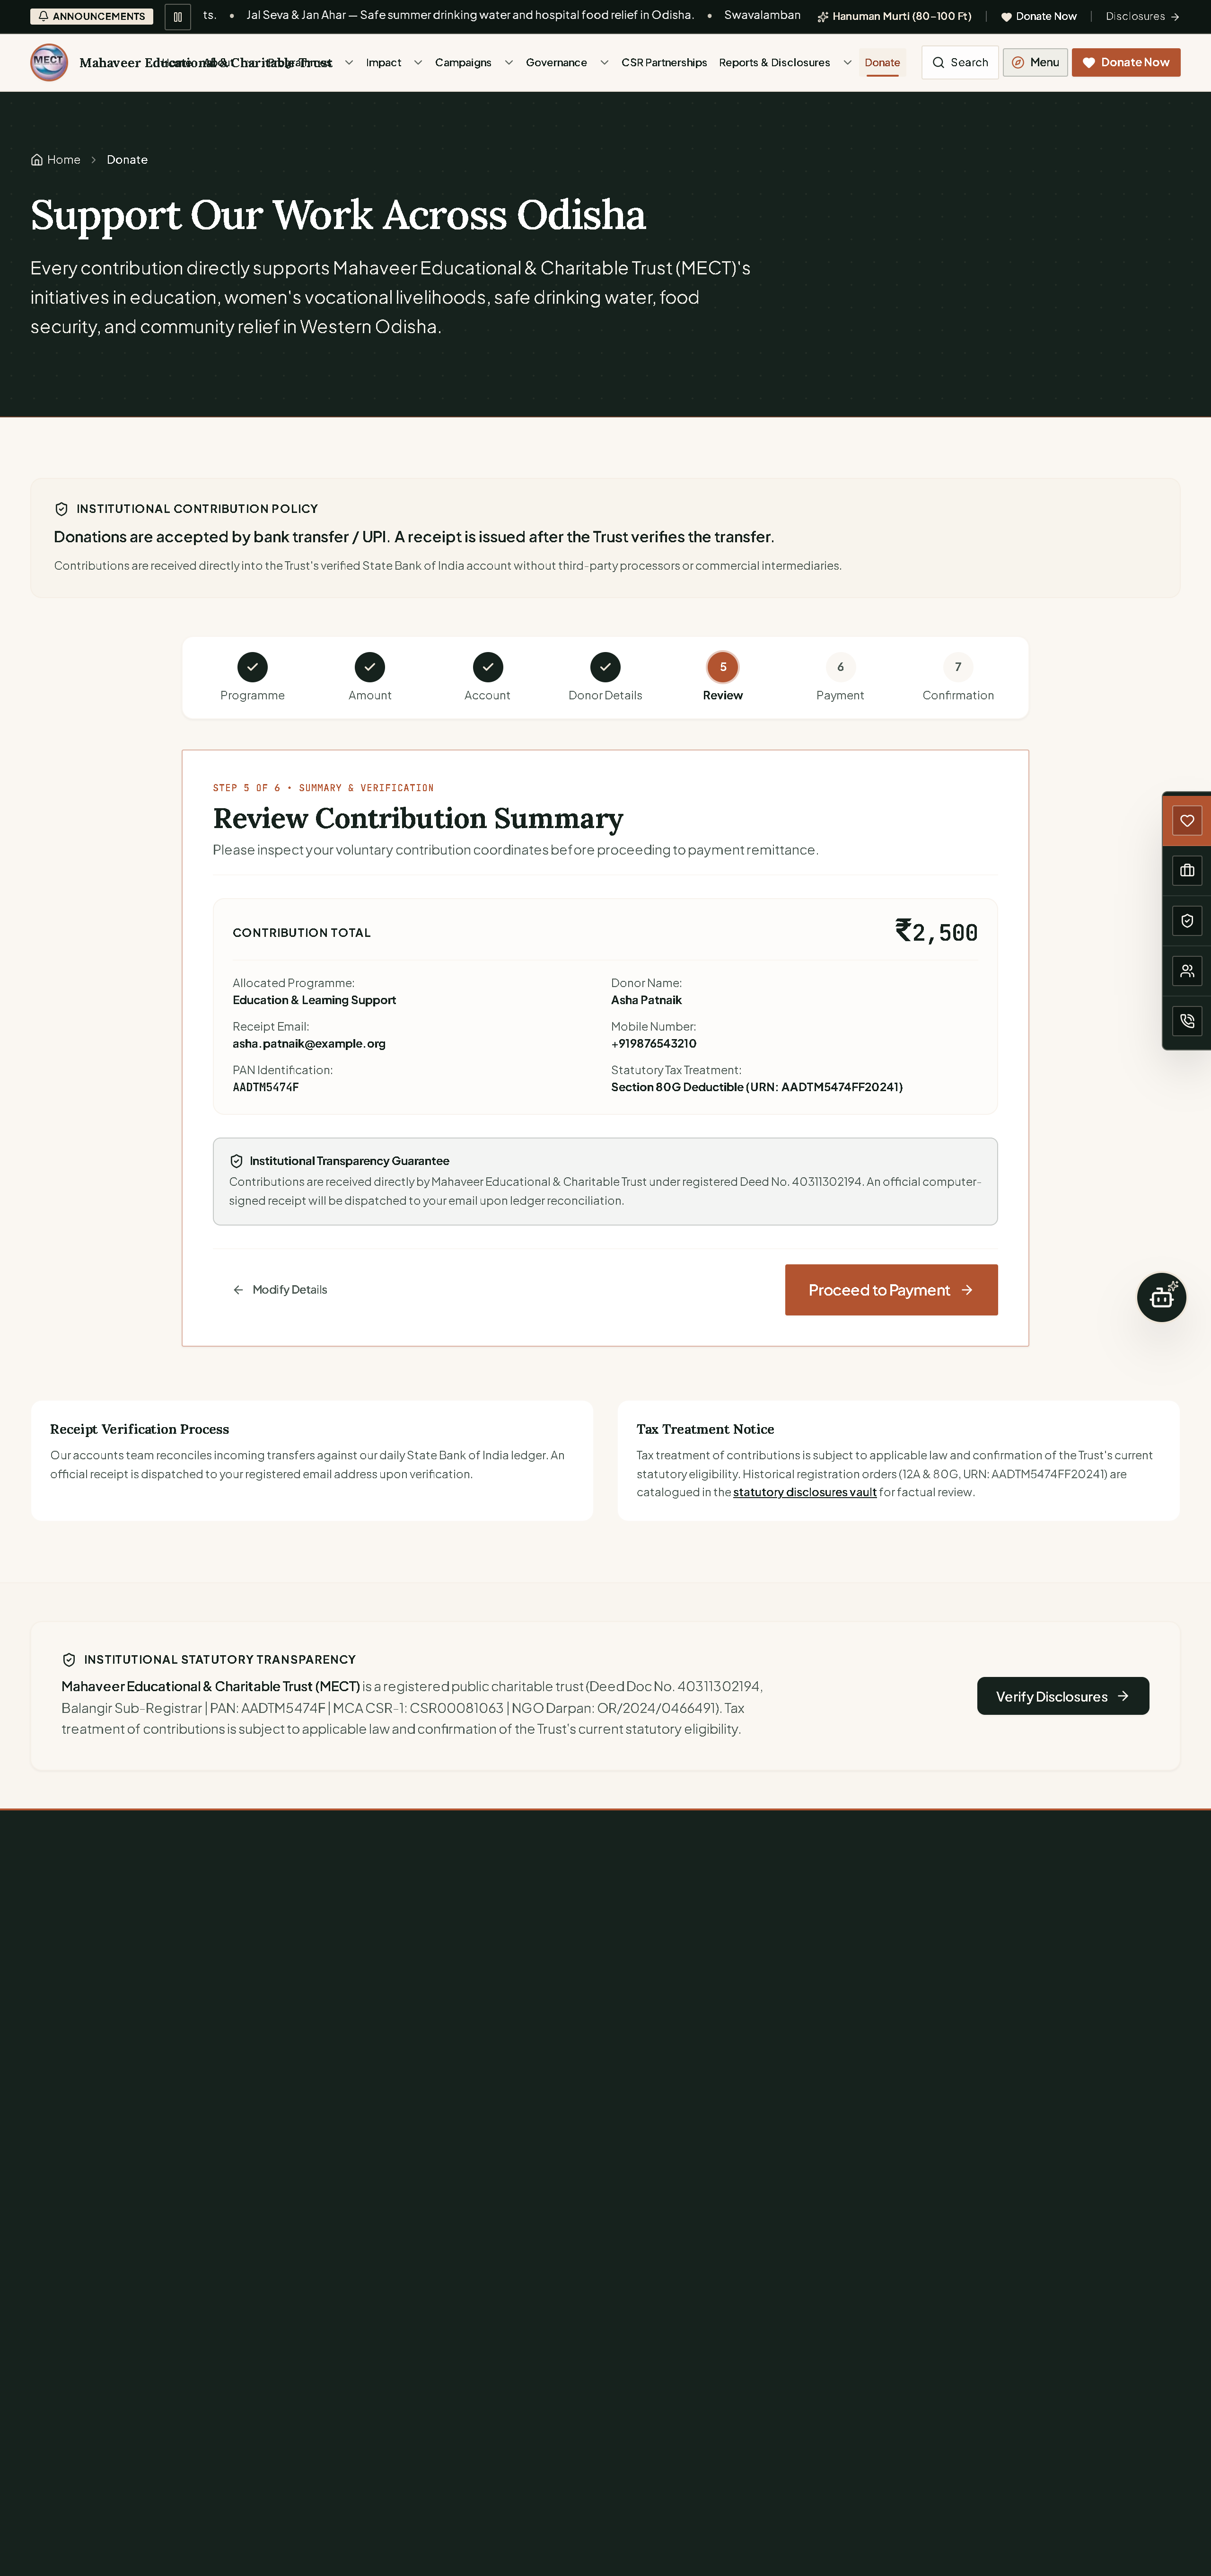 ANNOUNCEMENTS
ts. • Jal Seva & Jan Ahar — Safe summer drinking water and hospital food relief in Odisha. • Swavalamban
Hanuman Murti (80–100 Ft) | Donate Now | Disclosures →
MECT
Mahaveer Educational & Charitable Trust
Impact
Campaigns
Governance
CSR Partnerships
Reports & Disclosures
Donate
Search
Menu
Donate Now
Home > Donate
Support Our Work Across Odisha
Every contribution directly supports Mahaveer Educational & Charitable Trust (MECT)'s
initiatives in education, women's vocational livelihoods, safe drinking water, food
security, and community relief in Western Odisha.
INSTITUTIONAL CONTRIBUTION POLICY
Donations are accepted by bank transfer / UPI. A receipt is issued after the Trust verifies the transfer.
Contributions are received directly into the Trust's verified State Bank of India account without third-party processors or commercial intermediaries.
Programme
Amount
Account
Donor Details
5
Review
6
Payment
7
Confirmation
STEP 5 OF 6 • SUMMARY & VERIFICATION
Review Contribution Summary
Please inspect your voluntary contribution coordinates before proceeding to payment remittance.
CONTRIBUTION TOTAL
₹2,500
Allocated Programme:
Education & Learning Support
Donor Name:
Asha Patnaik
Receipt Email:
asha.patnaik@example.org
Mobile Number:
+919876543210
PAN Identification:
AADTM5474F
Statutory Tax Treatment:
Section 80G Deductible (URN: AADTM5474FF20241)
Institutional Transparency Guarantee
Contributions are received directly by Mahaveer Educational & Charitable Trust under registered Deed No. 40311302194. An official computer-
signed receipt will be dispatched to your email upon ledger reconciliation.
← Modify Details
Proceed to Payment →
Receipt Verification Process
Our accounts team reconciles incoming transfers against our daily State Bank of India ledger. An
official receipt is dispatched to your registered email address upon verification.
Tax Treatment Notice
Tax treatment of contributions is subject to applicable law and confirmation of the Trust's current
statutory eligibility. Historical registration orders (12A & 80G, URN: AADTM5474FF20241) are
catalogued in the statutory disclosures vault for factual review.
INSTITUTIONAL STATUTORY TRANSPARENCY
Mahaveer Educational & Charitable Trust (MECT) is a registered public charitable trust (Deed Doc No. 40311302194,
Balangir Sub-Registrar | PAN: AADTM5474F | MCA CSR-1: CSR00081063 | NGO Darpan: OR/2024/0466491). Tax
treatment of contributions is subject to applicable law and confirmation of the Trust's current statutory eligibility.
Verify Disclosures →